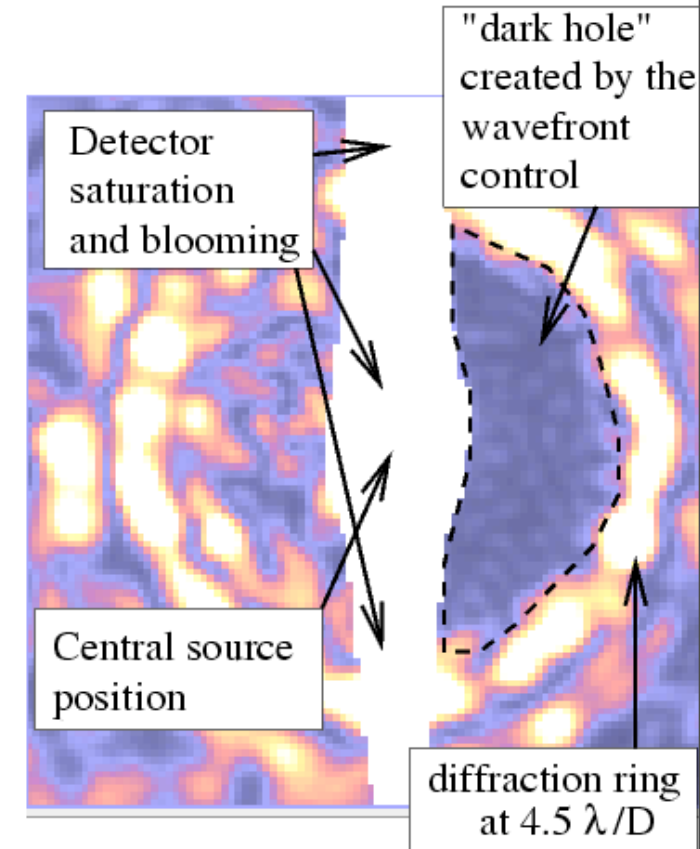 "dark hole"
created by the
wavefront
control
Detector
saturation
and blooming
Central source
position
diffraction ring
at 4.5 λ/D